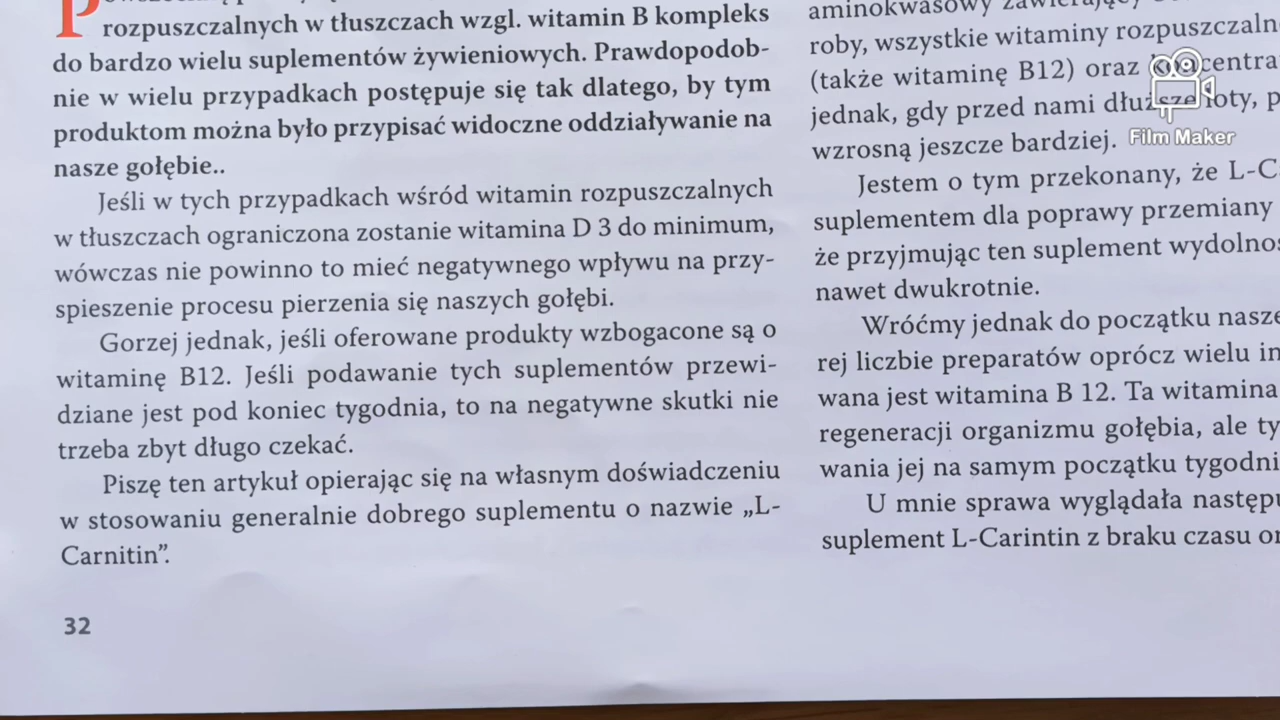 rozpuszczalnych w tłuszczach wzgl. witamin B kompleks
do bardzo wielu suplementów żywieniowych. Prawdopodob-
nie w wielu przypadkach postępuje się tak dlatego, by tym
produktom można było przypisać widoczne oddziaływanie na
nasze gołębie..
Jeśli w tych przypadkach wśród witamin rozpuszczalnych
w tłuszczach ograniczona zostanie witamina D 3 do minimum,
wówczas nie powinno to mieć negatywnego wpływu na przy-
spieszenie procesu pierzenia się naszych gołębi.
Gorzej jednak, jeśli oferowane produkty wzbogacone są o
witaminę B12. Jeśli podawanie tych suplementów przewi-
dziane jest pod koniec tygodnia, to na negatywne skutki nie
trzeba zbyt długo czekać.
Piszę ten artykuł opierając się na własnym doświadczeniu
w stosowaniu generalnie dobrego suplementu o nazwie „L-
Carnitin”.
32
aminokwasowy
roby, wszystkie witaminy rozpuszczaln
(także witaminę B12) oraz
jednak, gdy przed nami dłuższe loty, p
wzrosną jeszcze bardziej.
Jestem o tym przekonany, że L-C
suplementem dla poprawy przemiany
że przyjmując ten suplement wydolnoś
nawet dwukrotnie.
Wróćmy jednak do początku nasze
rej liczbie preparatów oprócz wielu in
wana jest witamina B 12. Ta witamina
regeneracji organizmu gołębia, ale ty
wania jej na samym początku tygodni
U mnie sprawa wyglądała następu
suplement L-Carintin z braku czasu or
Film Maker